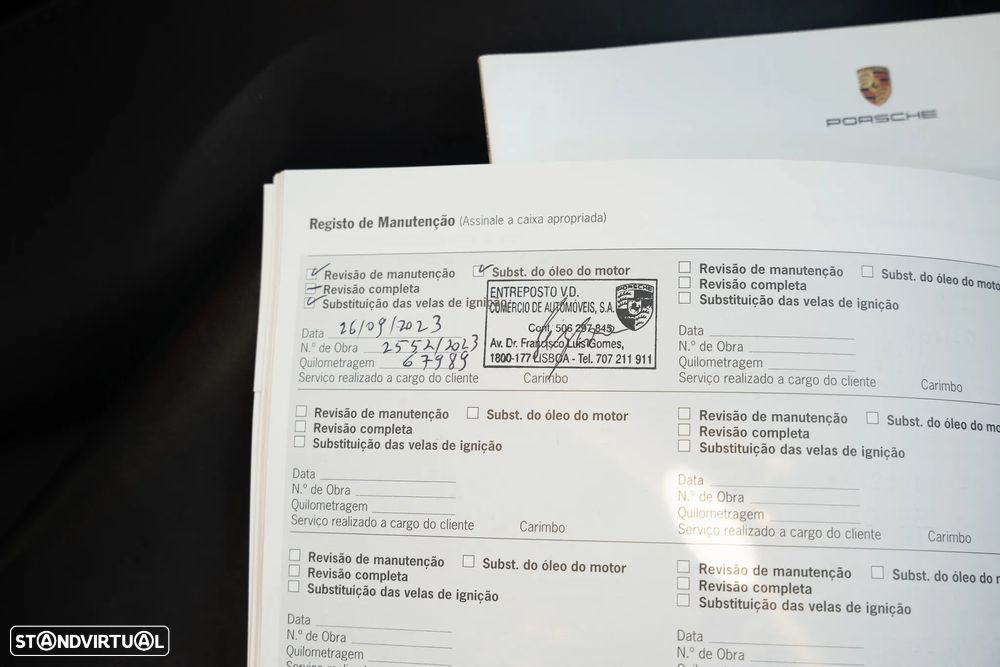 PORSCHE
Registo de Manutenção (Assinale a caixa apropriada)
Revisão de manutenção Subst. do óleo do motor
Revisão completa
Substituição das velas de ignição
Data 26/09/2023
N.º de Obra 2552/2023
Quilometragem 67989
Serviço realizado a cargo do cliente Carimbo
ENTREPOSTO V.D.
COMÉRCIO DE AUTOMÓVEIS, S.A.
PORSCHE
Cont. 506 297 845
Av. Dr. Francisco Luis Gomes,
1800-177 LISBOA - Tel. 707 211 911
Revisão de manutenção Subst. do óleo do moto
Revisão completa
Substituição das velas de ignição
Data
N.º de Obra
Quilometragem
Serviço realizado a cargo do cliente Carimbo
Revisão de manutenção Subst. do óleo do motor
Revisão completa
Substituição das velas de ignição
Data
N.º de Obra
Quilometragem
Serviço realizado a cargo do cliente Carimbo
Revisão de manutenção Subst. do óleo do mo
Revisão completa
Substituição das velas de ignição
Data
N.º de Obra
Quilometragem
Serviço realizado a cargo do cliente Carimbo
Revisão de manutenção Subst. do óleo do motor
Revisão completa
Substituição das velas de ignição
Data
N.º de Obra
Quilometragem
Revisão de manutenção Subst. do óleo do
Revisão completa
Substituição das velas de ignição
Data
N.º de Obra
STANDVIRTUAL